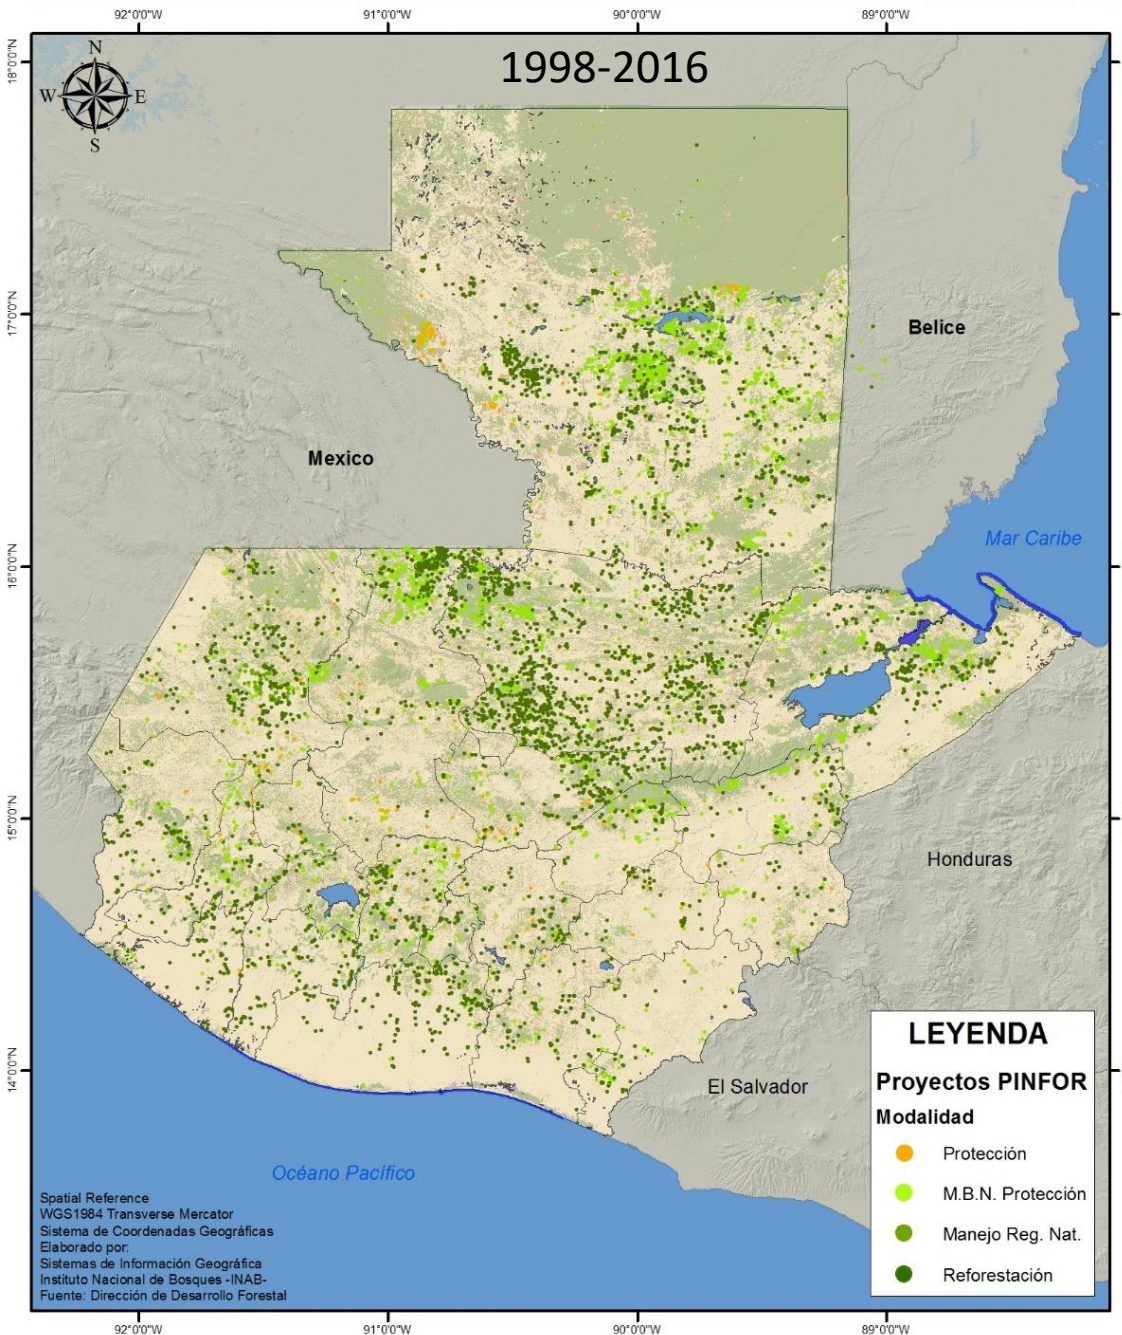 92°0'0"W 91°0'0"W 90°0'0"W 89°0'0"W
18°0'0"N
17°0'0"N
16°0'0"N
15°0'0"N
14°0'0"N
N
W E
S
1998-2016
Belice
Mexico
Mar Caribe
Honduras
El Salvador
Océano Pacífico
LEYENDA
Proyectos PINFOR
Modalidad
Protección
M.B.N. Protección
Manejo Reg. Nat.
Reforestación
Spatial Reference
WGS1984 Transverse Mercator
Sistema de Coordenadas Geográficas
Elaborado por:
Sistemas de Información Geográfica
Instituto Nacional de Bosques -INAB-
Fuente: Dirección de Desarrollo Forestal
92°0'0"W 91°0'0"W 90°0'0"W 89°0'0"W